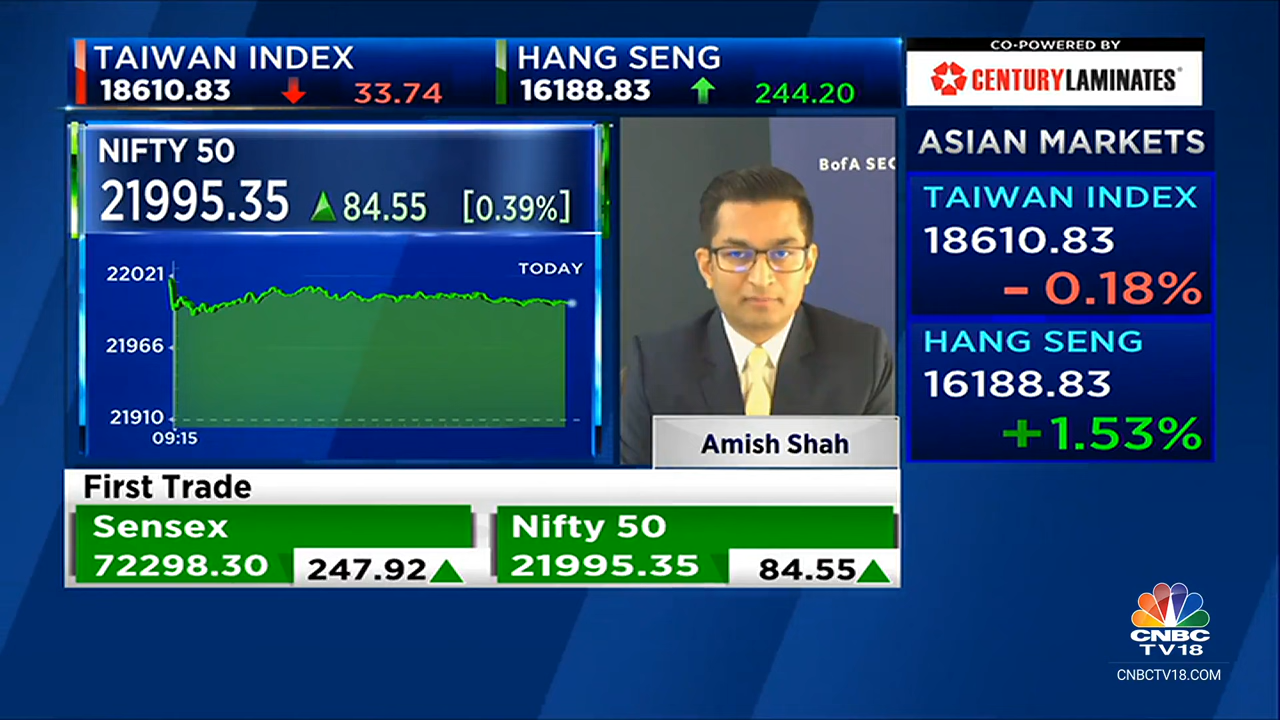 TAIWAN INDEX
18610.83 33.74
HANG SENG
16188.83 244.20
CO-POWERED BY
CENTURYLAMINATES®
NIFTY 50
21995.35 ▲ 84.55 [0.39%]
TODAY
22021
21966
21910
09:15
BofA SEC
Amish Shah
ASIAN MARKETS
TAIWAN INDEX
18610.83
- 0.18%
HANG SENG
16188.83
+1.53%
First Trade
Sensex
72298.30 247.92▲
Nifty 50
21995.35 84.55▲
CNBC
TV18
CNBCTV18.COM